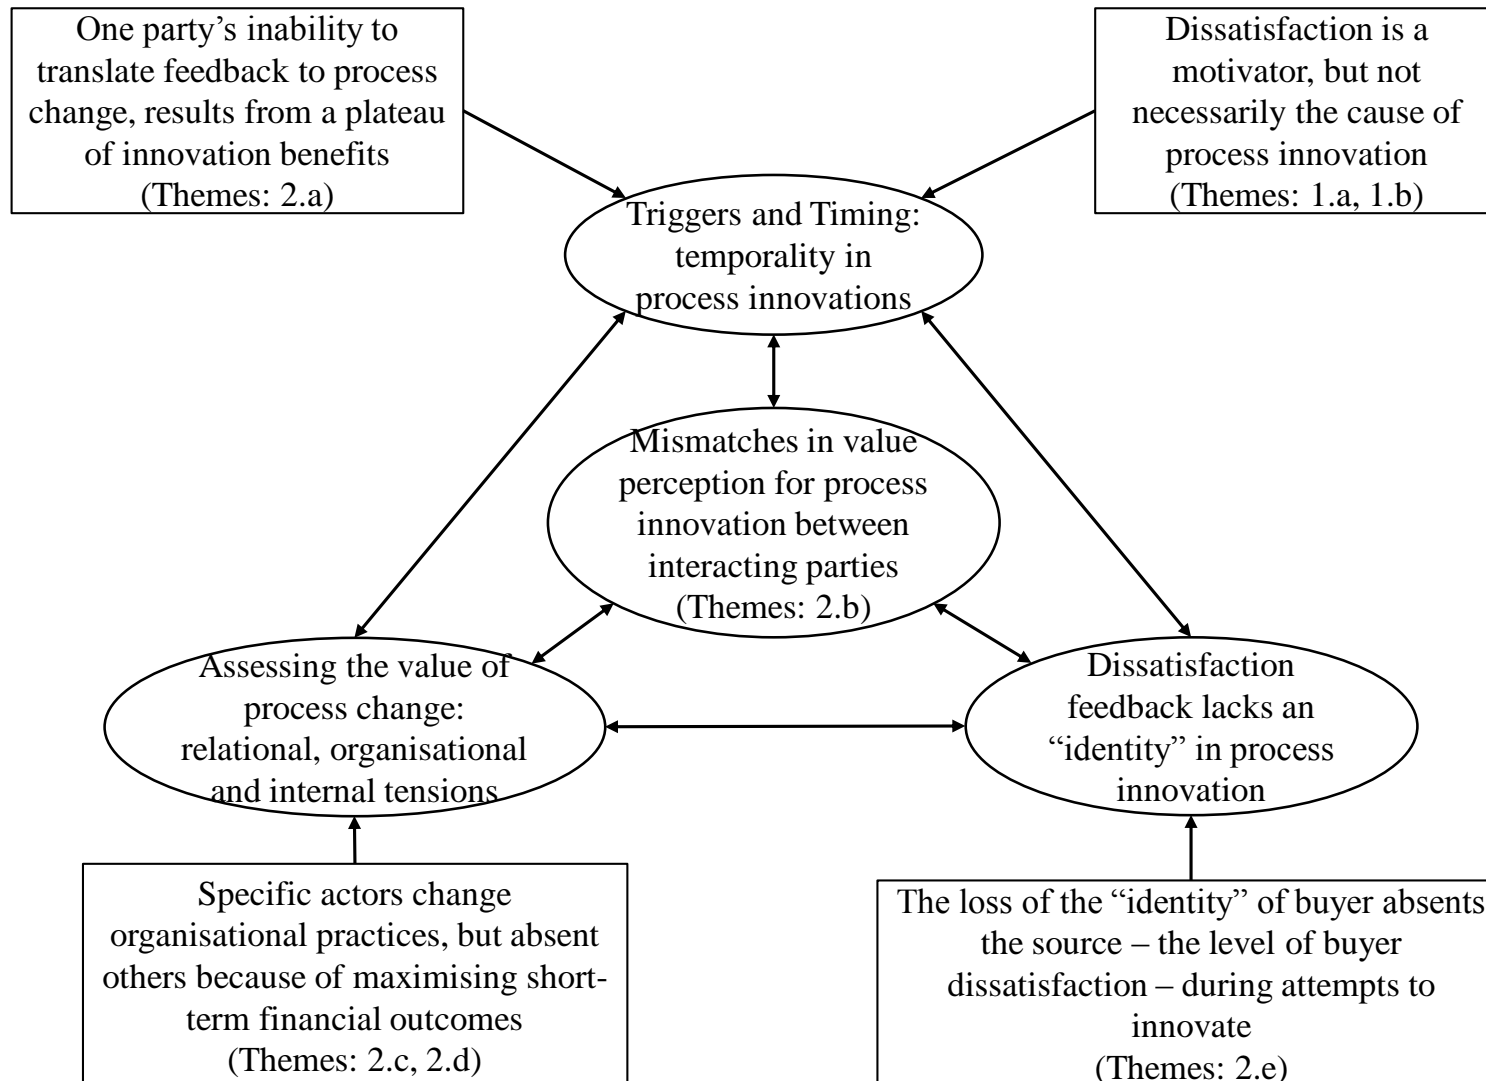 One party’s inability to
translate feedback to process
change, results from a plateau
of innovation benefits
(Themes: 2.a)
Dissatisfaction is a
motivator, but not
necessarily the cause of
process innovation
(Themes: 1.a, 1.b)
Triggers and Timing:
temporality in
process innovations
Mismatches in value
perception for process
innovation between
interacting parties
(Themes: 2.b)
Assessing the value of
process change:
relational, organisational
and internal tensions
Dissatisfaction
feedback lacks an
“identity” in process
innovation
Specific actors change
organisational practices, but absent
others because of maximising short-
term financial outcomes
(Themes: 2.c, 2.d)
The loss of the “identity” of buyer absents
the source – the level of buyer
dissatisfaction – during attempts to
innovate
(Themes: 2.e)